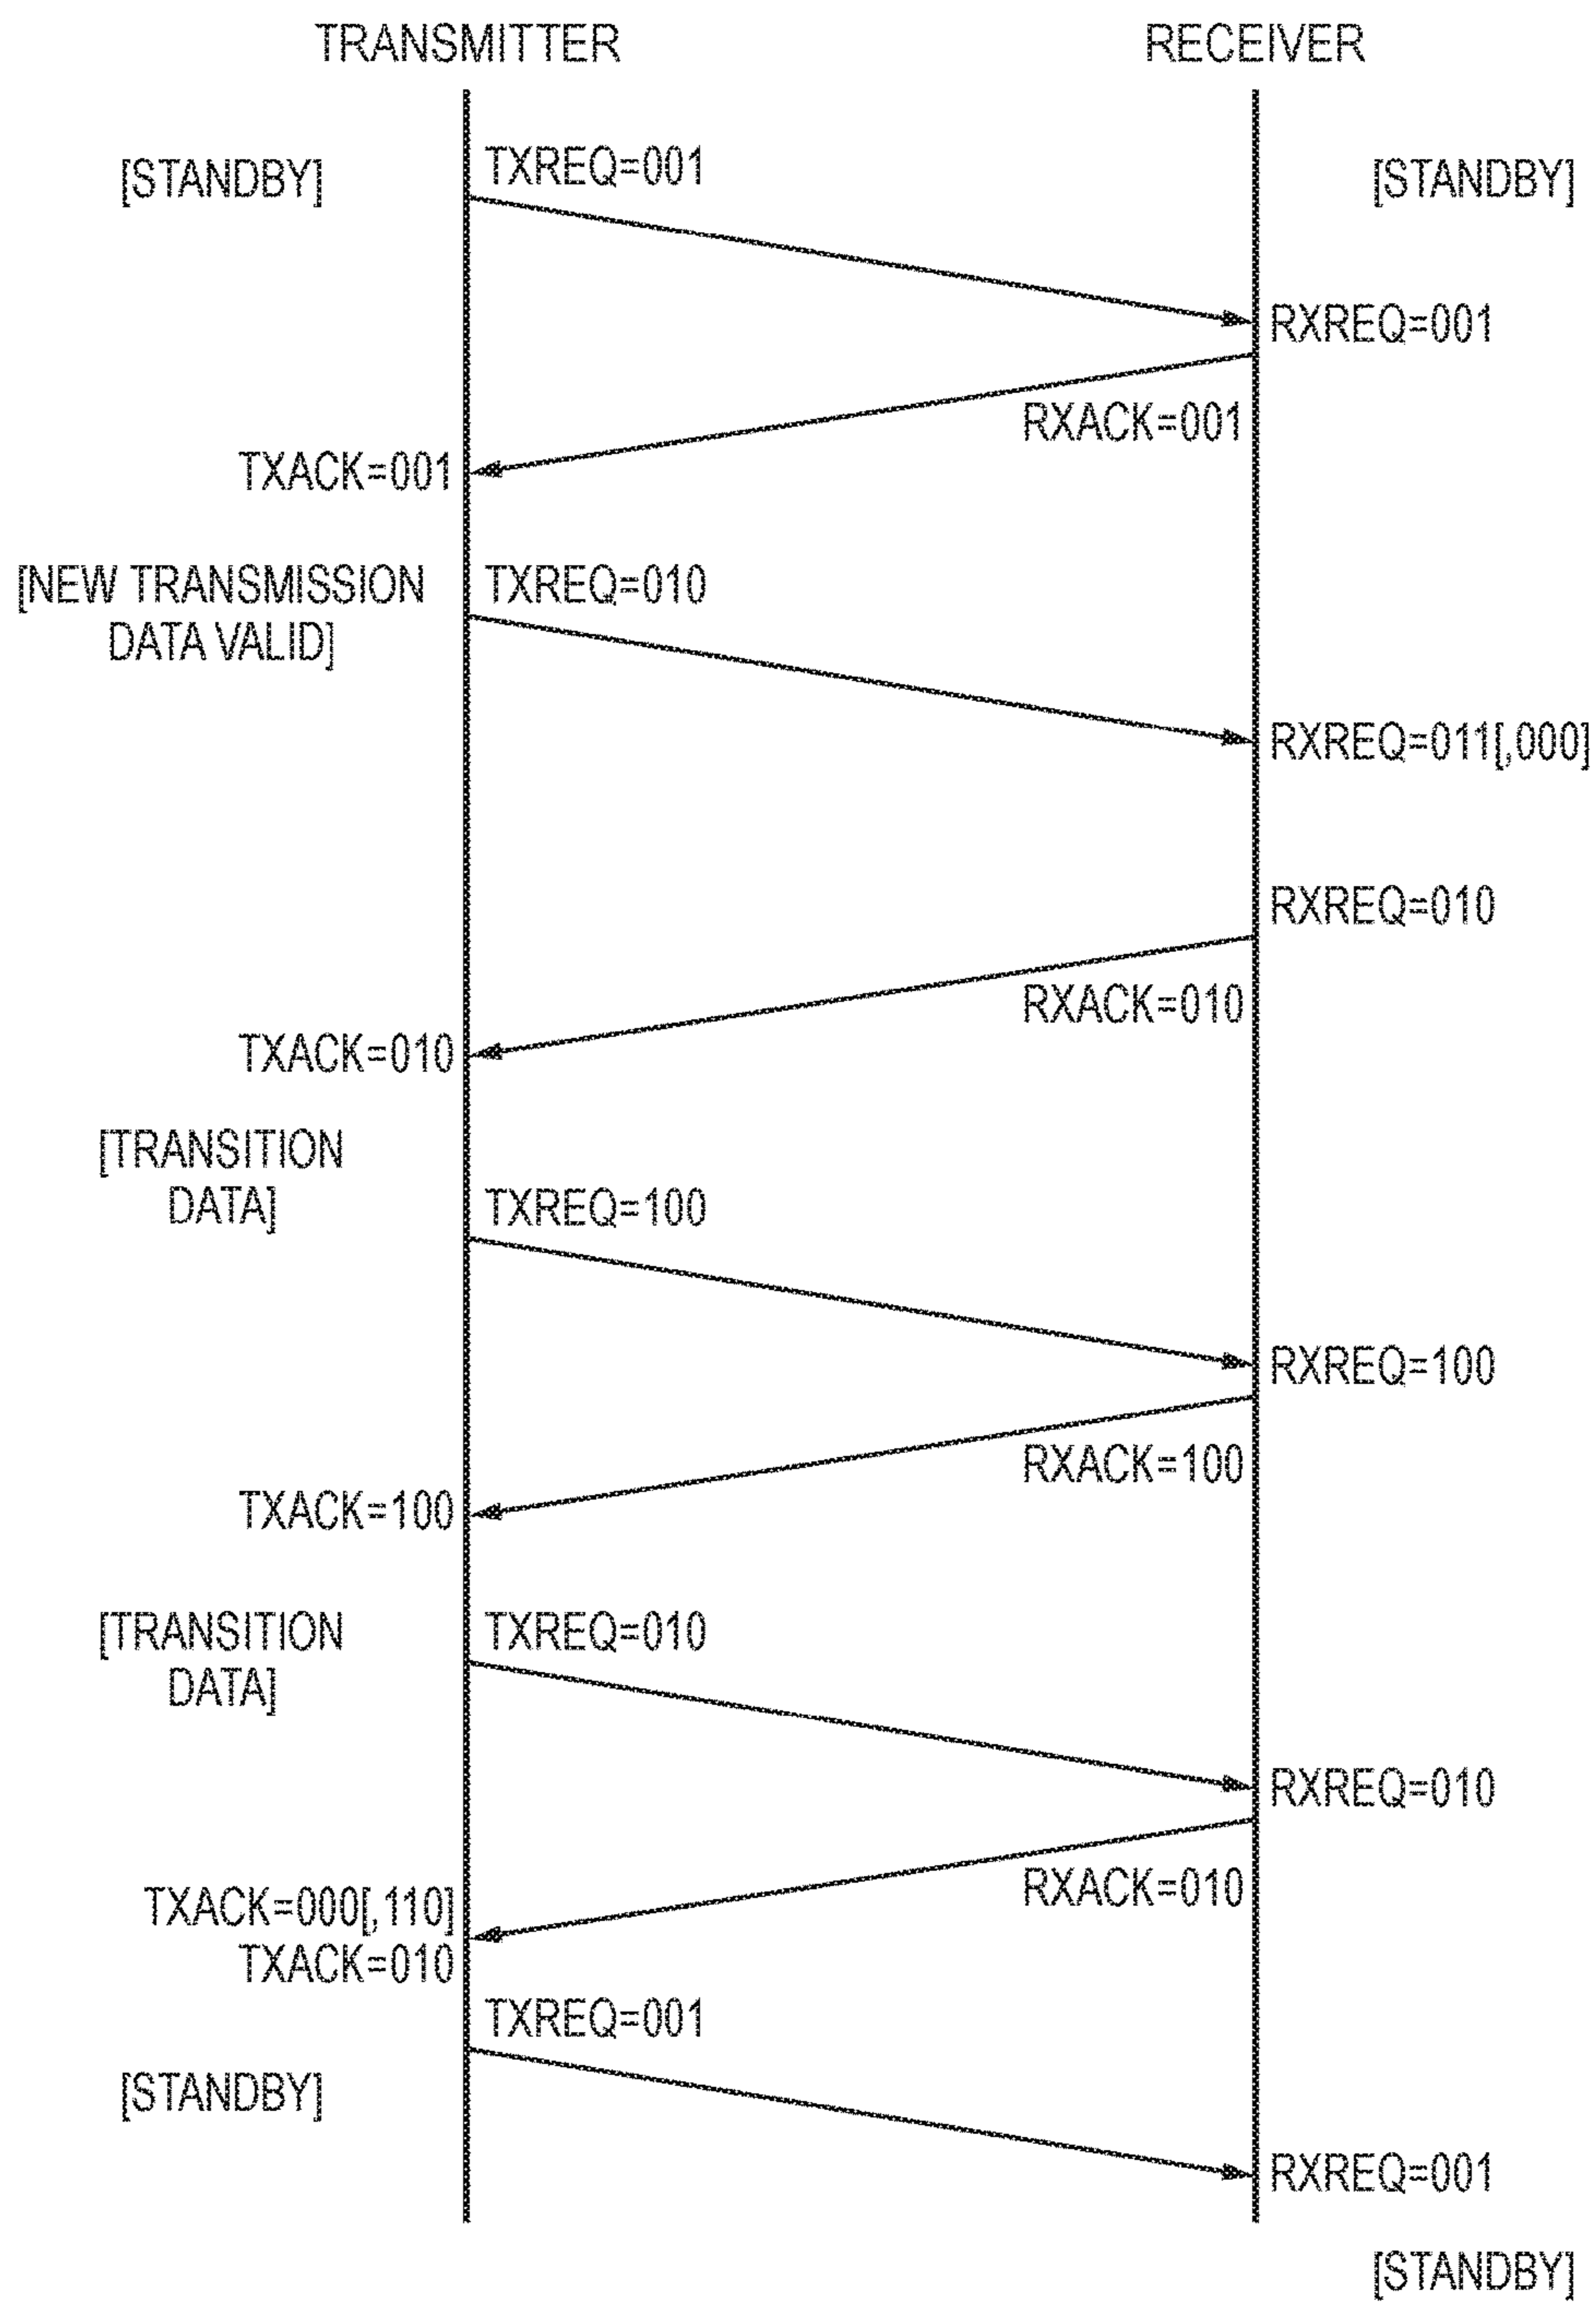 TRANSMITTER
RECEIVER
[STANDBY]
TXREQ=001
[STANDBY]
RXREQ=001
RXACK=001
TXACK=001
[NEW TRANSMISSION
DATA VALID]
TXREQ=010
RXREQ=011[,000]
RXREQ=010
RXACK=010
TXACK=010
[TRANSITION
DATA]
TXREQ=100
RXREQ=100
RXACK=100
TXACK=100
[TRANSITION
DATA]
TXREQ=010
RXREQ=010
RXACK=010
TXACK=000[,110]
TXACK=010
TXREQ=001
[STANDBY]
RXREQ=001
[STANDBY]